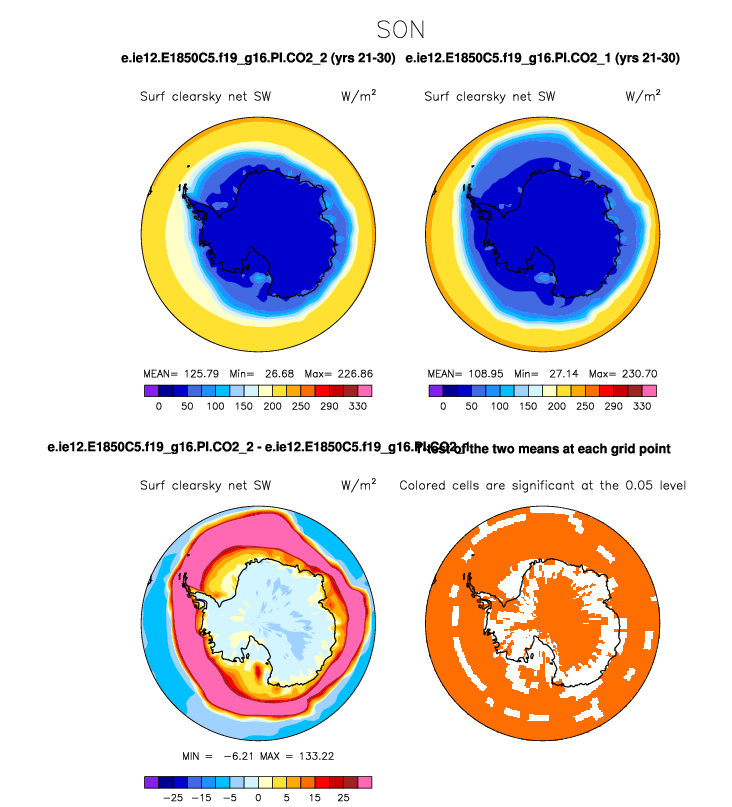 SON
e.ie12.E1850C5.f19_g16.PI.CO2_2 (yrs 21-30) e.ie12.E1850C5.f19_g16.PI.CO2_1 (yrs 21-30)
Surf clearsky net SW W/m² Surf clearsky net SW W/m²
MEAN= 125.79 Min= 26.68 Max= 226.86 MEAN= 108.95 Min= 27.14 Max= 230.70
0 50 100 150 200 250 290 330 0 50 100 150 200 250 290 330
e.ie12.E1850C5.f19_g16.PI.CO2_2 - e.ie12.E1850C5.f19_g16.PI.CO2_1 T-test of the two means at each grid point
Surf clearsky net SW W/m² Colored cells are significant at the 0.05 level
MIN = -6.21 MAX = 133.22
-25 -15 -5 0 5 15 25